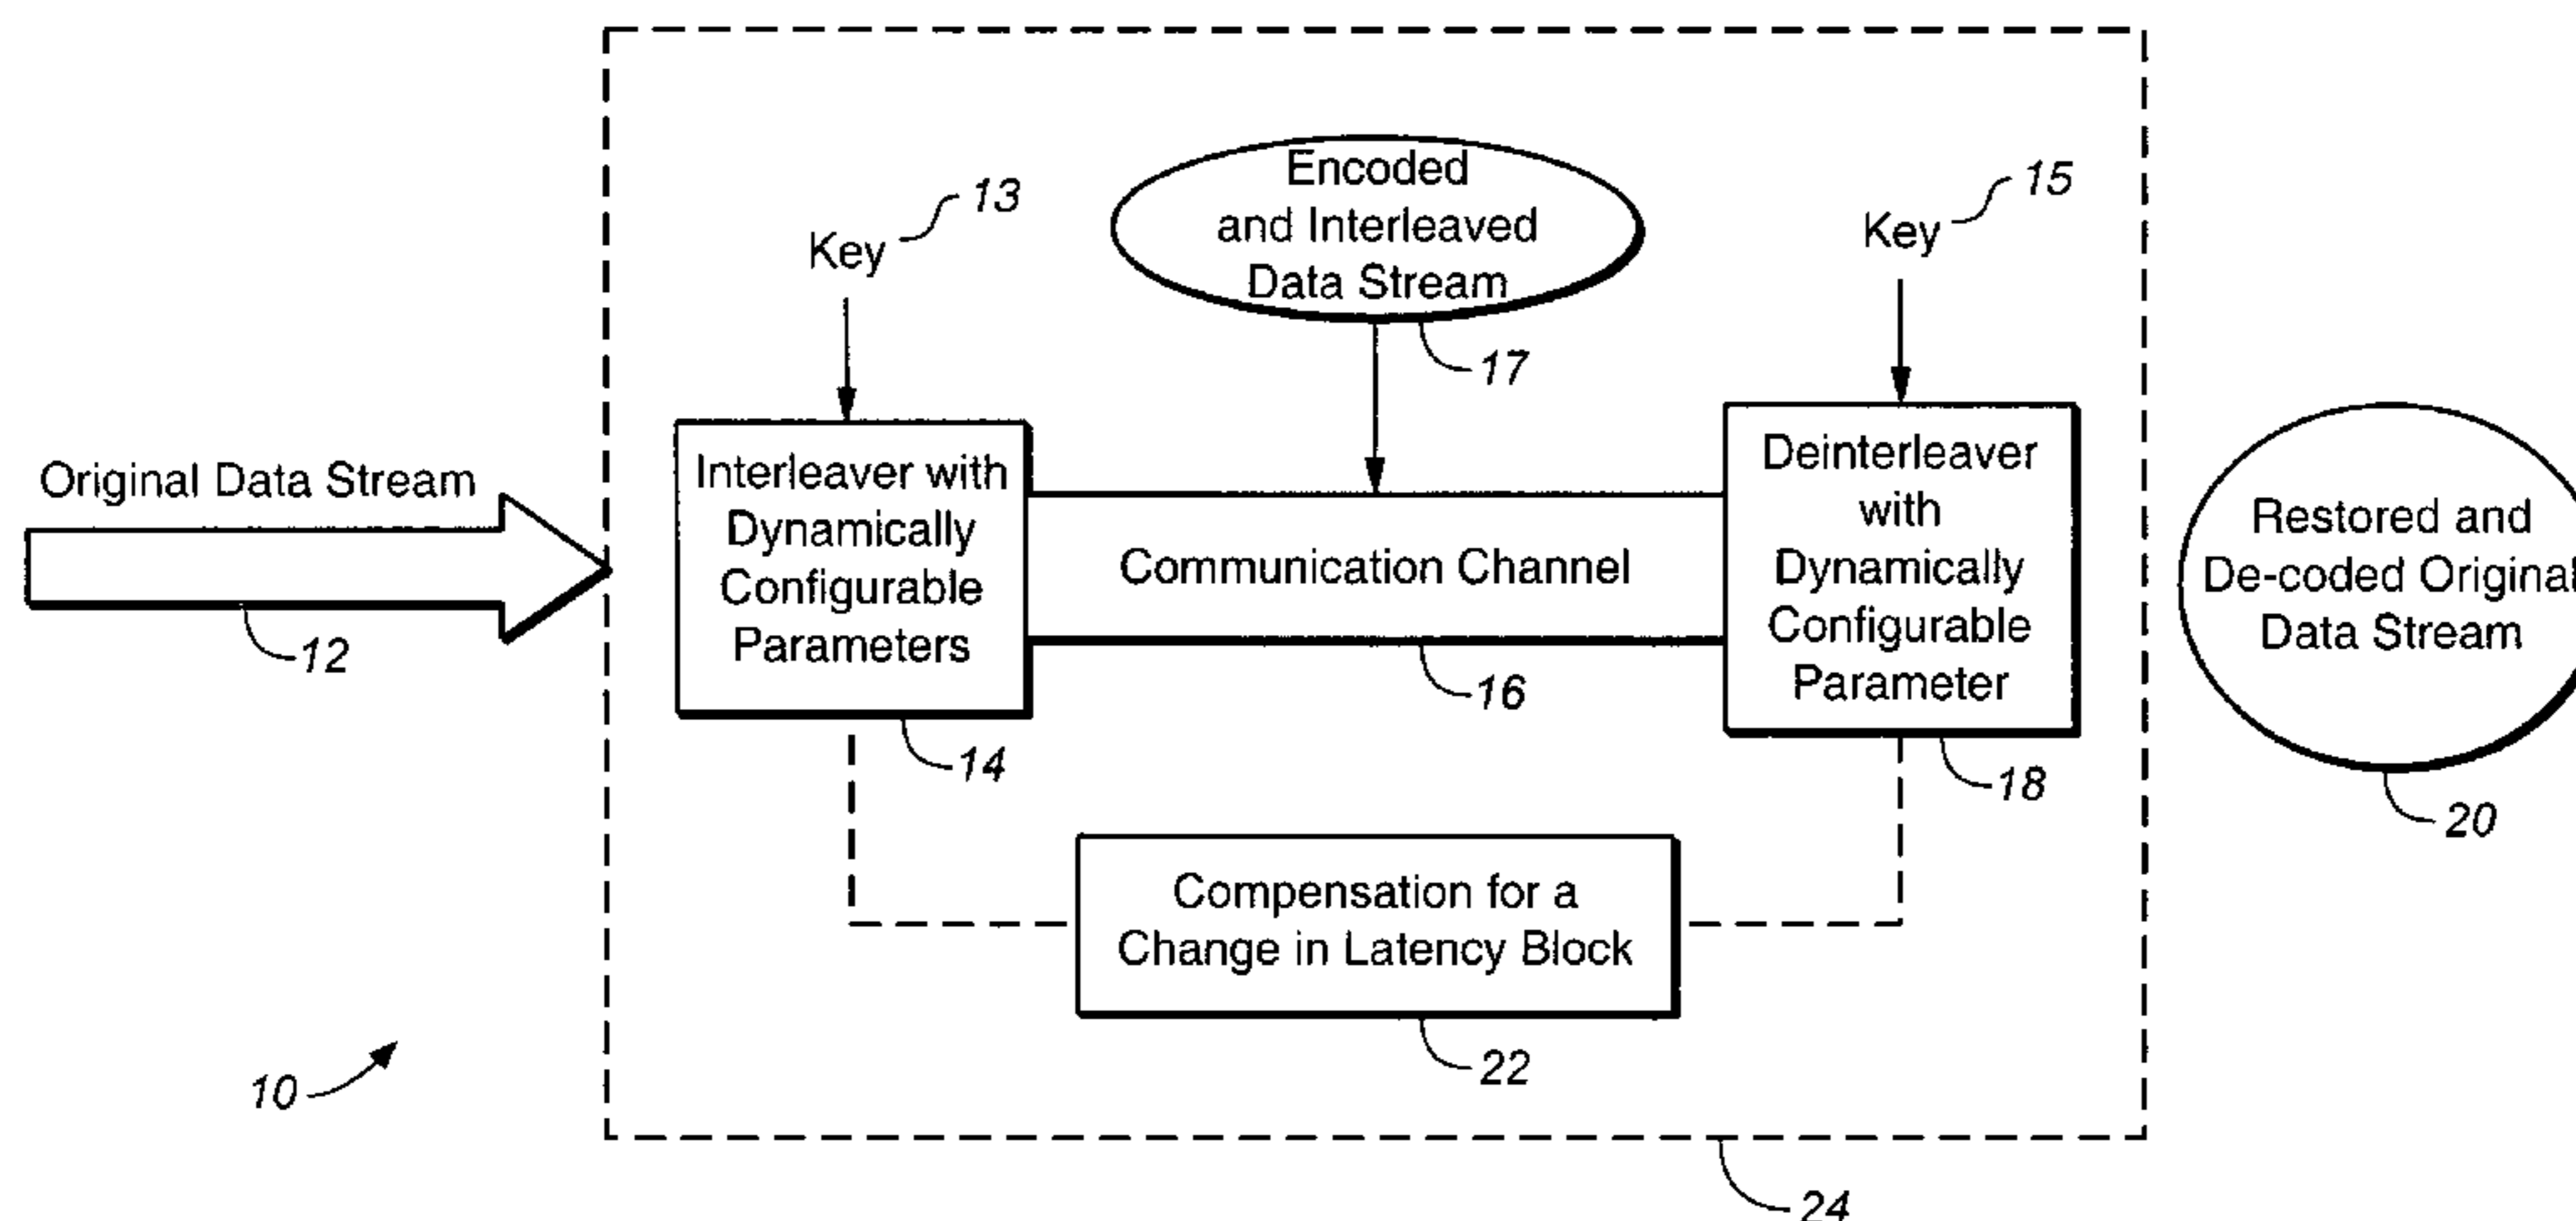 Original Data Stream
12
10
Key
13
Encoded
and Interleaved
Data Stream
17
Key
15
Interleaver with
Dynamically
Configurable
Parameters
14
Communication Channel
16
Deinterleaver
with
Dynamically
Configurable
Parameter
18
Compensation for a
Change in Latency Block
22
24
Restored and
De-coded Original
Data Stream
20